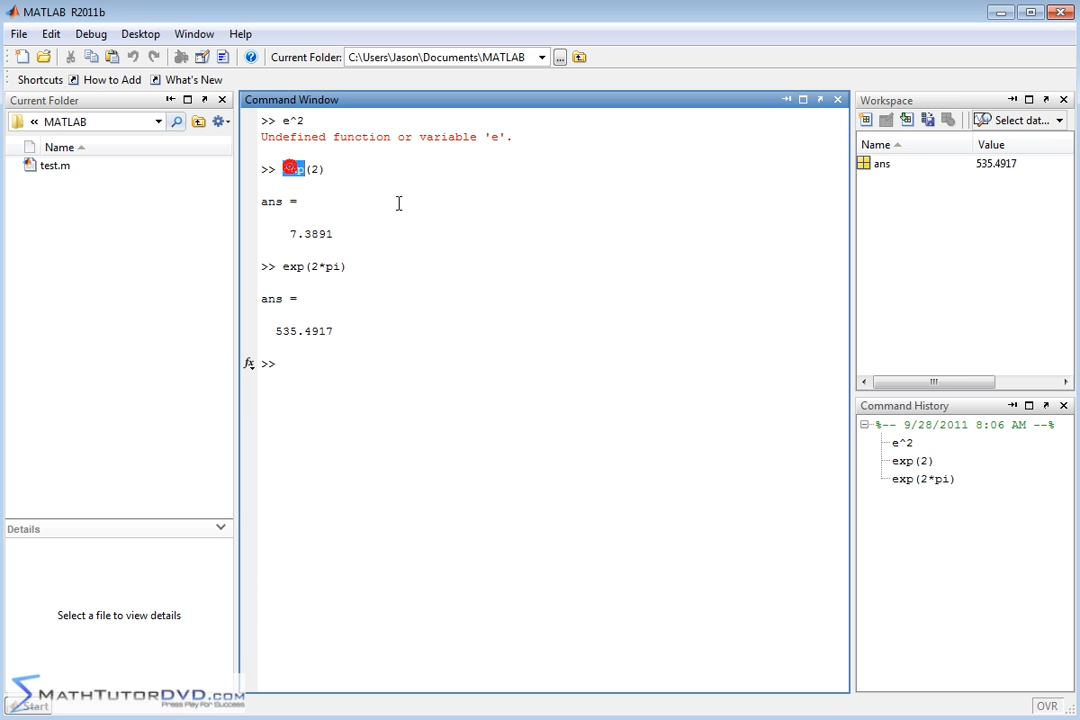 MATLAB R2011b
File Edit Debug Desktop Window Help
Current Folder: C:\Users\Jason\Documents\MATLAB ...
Shortcuts How to Add What's New
Current Folder
« MATLAB
Name
test.m
Details
Select a file to view details
Start
MATHTUTORDVD.COM
Press Play For Success
Command Window
>> e^2
Undefined function or variable 'e'.
>> (2)
ans =
7.3891
>> exp(2*pi)
ans =
535.4917
fx >>
Workspace
Select dat...
Name Value
ans 535.4917
Command History
%-- 9/28/2011 8:06 AM --%
e^2
exp(2)
exp(2*pi)
OVR